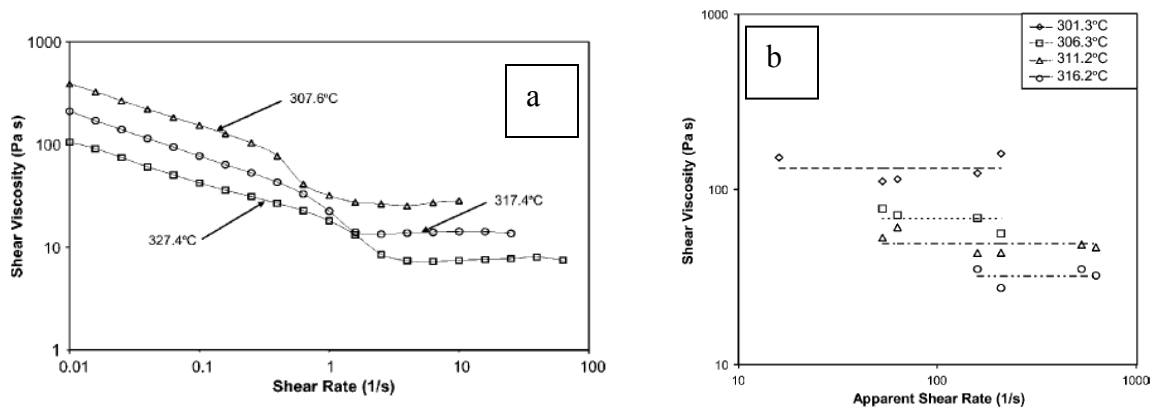 1000
100
10
1
Shear Viscosity (Pa s)
0.01 0.1 1 10 100
Shear Rate (1/s)
307.6ºC
317.4ºC
327.4ºC
a
1000
100
10
Shear Viscosity (Pa s)
10 100 1000
Apparent Shear Rate (1/s)
b
301.3ºC
306.3ºC
311.2ºC
316.2ºC